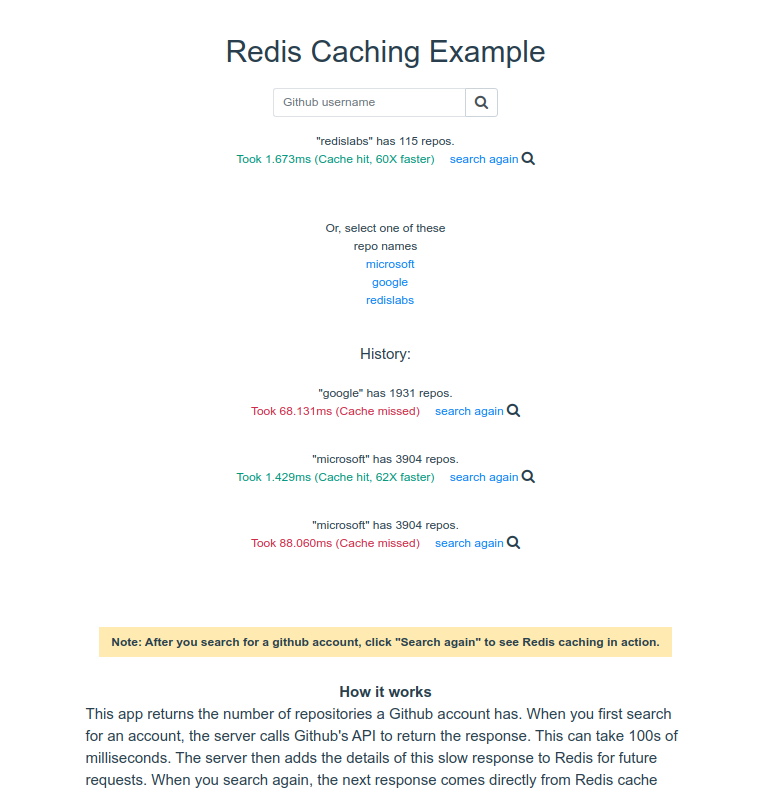 Redis Caching Example
Github username
"redislabs" has 115 repos.
Took 1.673ms (Cache hit, 60X faster) search again
Or, select one of these
repo names
microsoft
google
redislabs
History:
"google" has 1931 repos.
Took 68.131ms (Cache missed) search again
"microsoft" has 3904 repos.
Took 1.429ms (Cache hit, 62X faster) search again
"microsoft" has 3904 repos.
Took 88.060ms (Cache missed) search again
Note: After you search for a github account, click "Search again" to see Redis caching in action.
How it works
This app returns the number of repositories a Github account has. When you first search
for an account, the server calls Github's API to return the response. This can take 100s of
milliseconds. The server then adds the details of this slow response to Redis for future
requests. When you search again, the next response comes directly from Redis cache